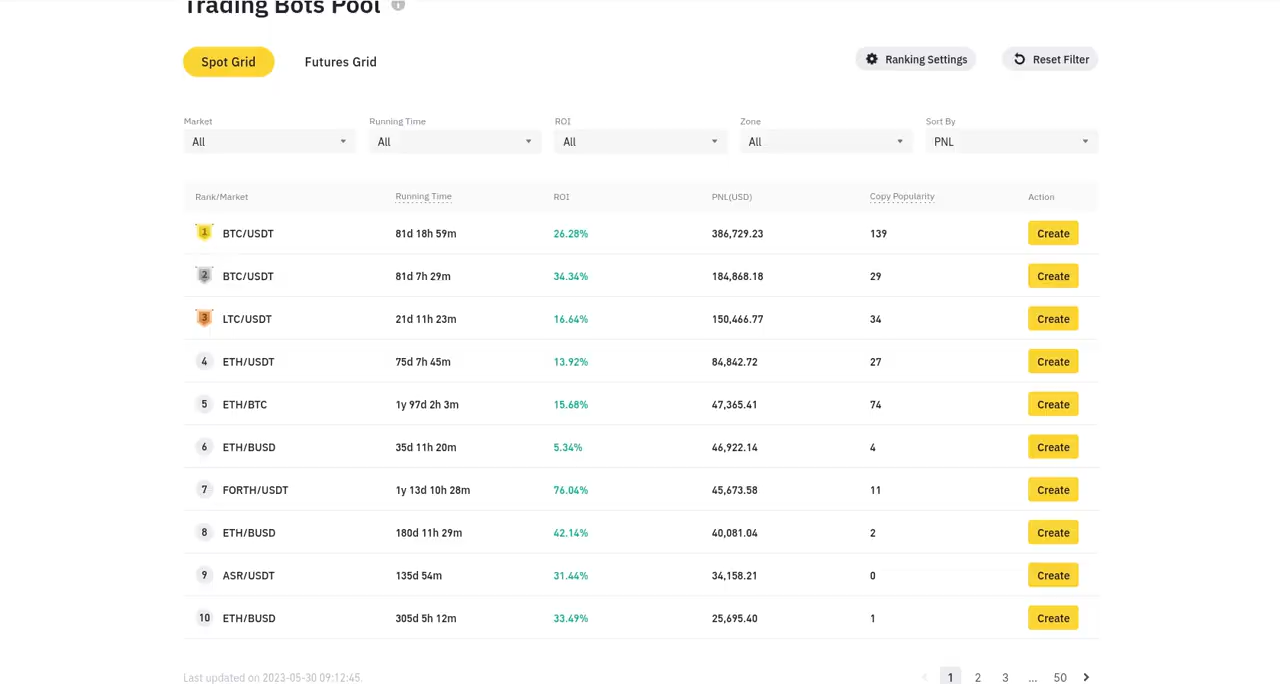 Trading Bots Pool
Spot Grid Futures Grid Ranking Settings Reset Filter
Market Running Time ROI Zone Sort By
All All All All PNL
Rank/Market Running Time ROI PNL(USD) Copy Popularity Action
1 BTC/USDT 81d 18h 59m 26.28% 386,729.23 139 Create
2 BTC/USDT 81d 7h 29m 34.34% 184,868.18 29 Create
3 LTC/USDT 21d 11h 23m 16.64% 150,466.77 34 Create
4 ETH/USDT 75d 7h 45m 13.92% 84,842.72 27 Create
5 ETH/BTC 1y 97d 2h 3m 15.68% 47,365.41 74 Create
6 ETH/BUSD 35d 11h 20m 5.34% 46,922.14 4 Create
7 FORTH/USDT 1y 13d 10h 28m 76.04% 45,673.58 11 Create
8 ETH/BUSD 180d 11h 29m 42.14% 40,081.04 2 Create
9 ASR/USDT 135d 54m 31.44% 34,158.21 0 Create
10 ETH/BUSD 305d 5h 12m 33.49% 25,695.40 1 Create
Last updated on 2023-05-30 09:12:45. 1 2 3 ... 50